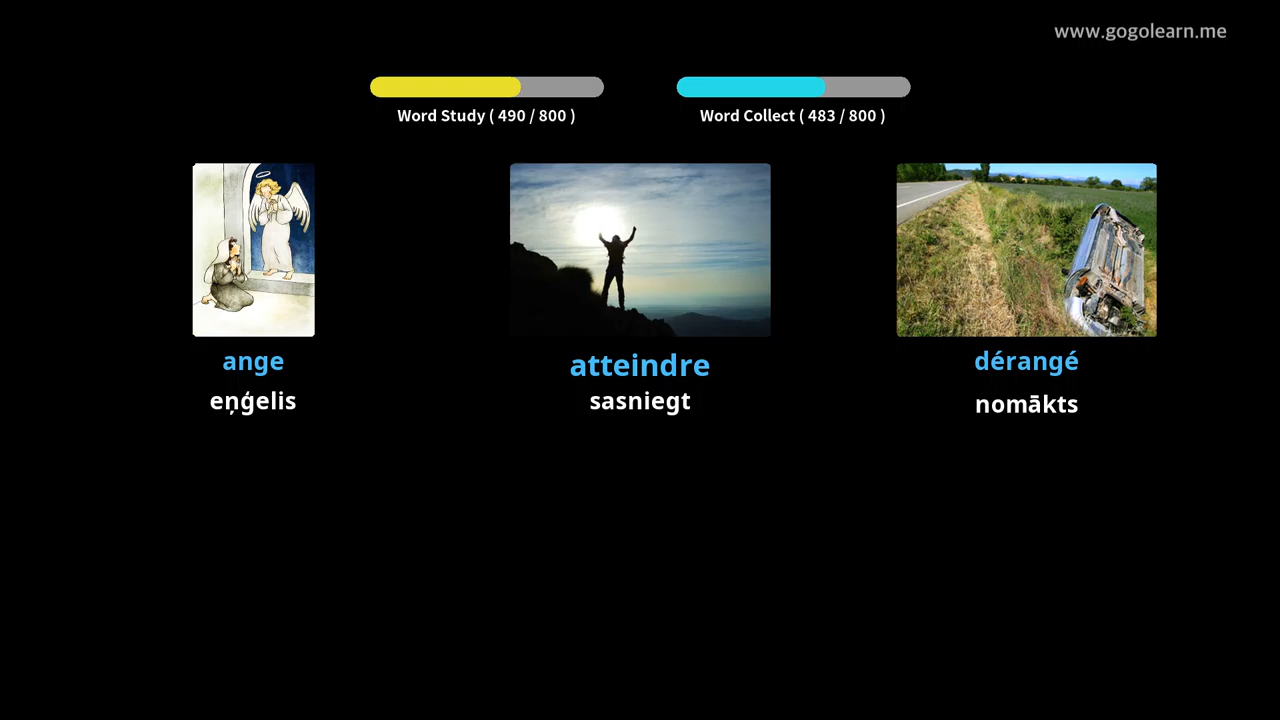 www.gogolearn.me
Word Study ( 490 / 800 )
Word Collect ( 483 / 800 )
ange
atteindre
dérangé
eņģelis
sasniegt
nomākts